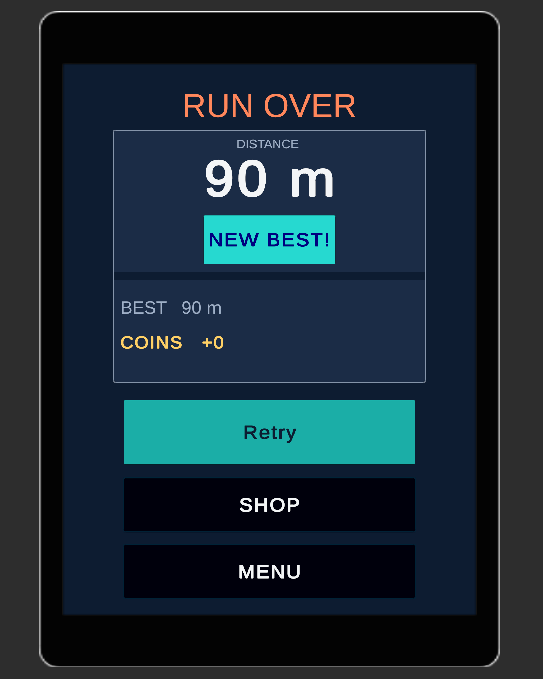 RUN OVER
DISTANCE
90 m
NEW BEST!
BEST 90 m
COINS +0
Retry
SHOP
MENU